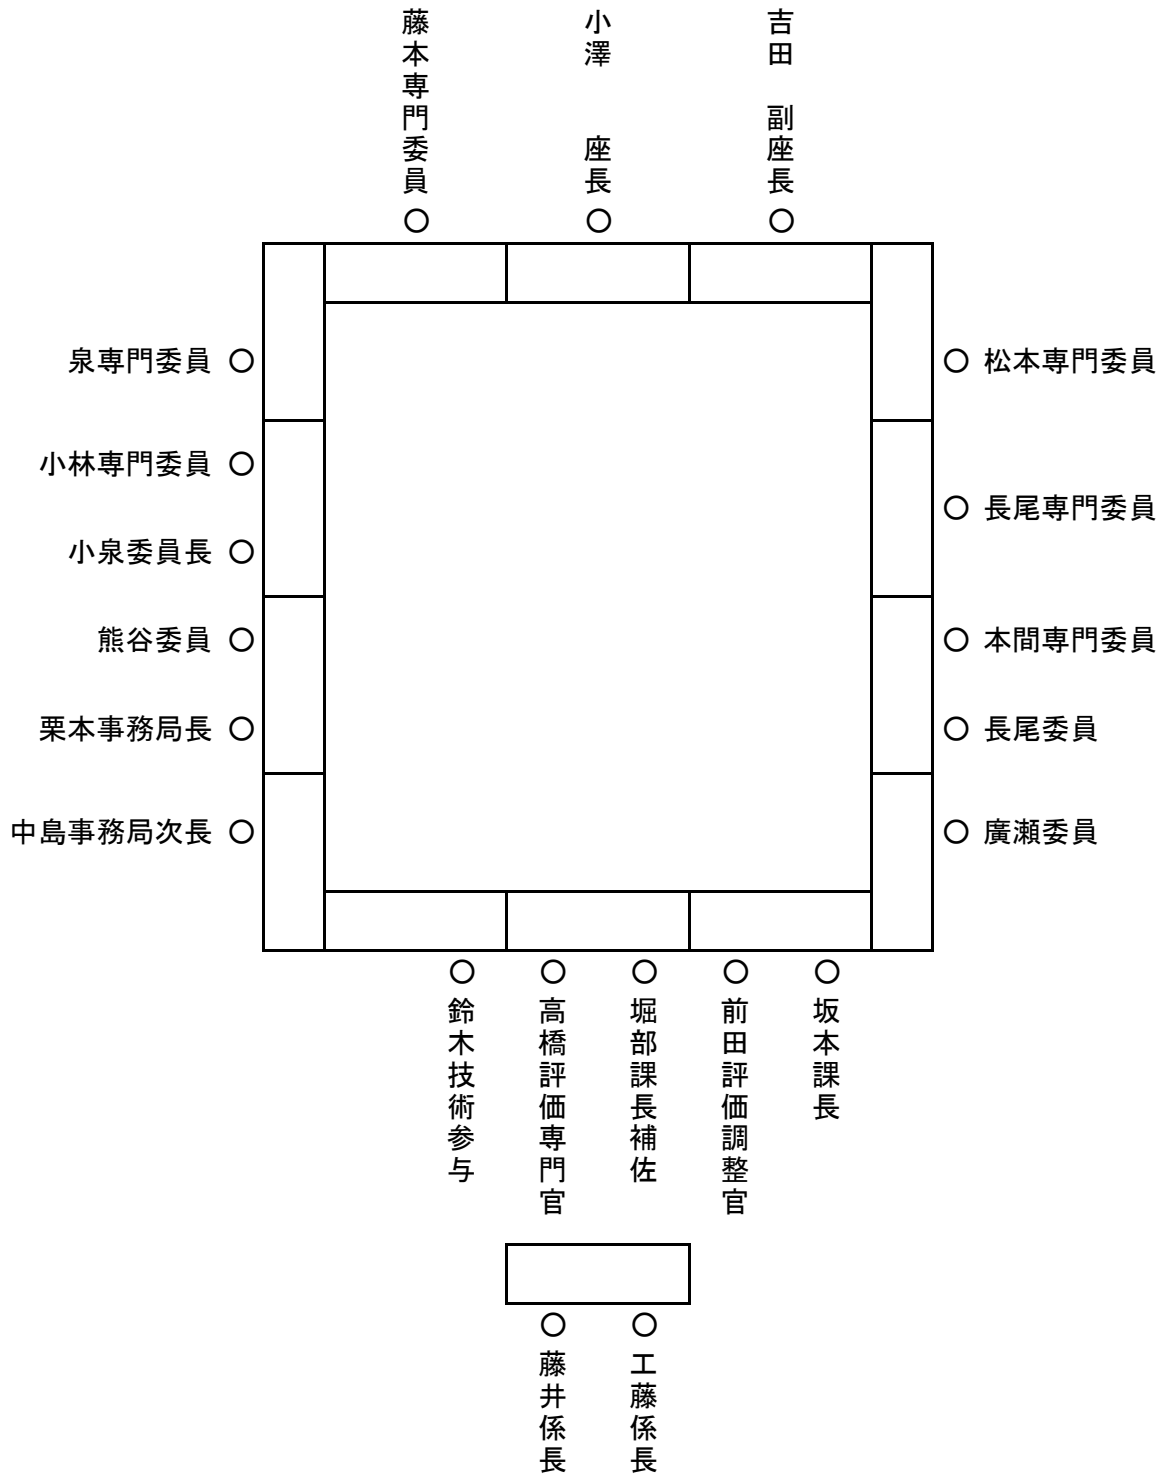 藤本専門委員
小澤 座長
吉田 副座長
泉専門委員
小林専門委員
小泉委員長
熊谷委員
栗本事務局長
中島事務局次長
松本専門委員
長尾専門委員
本間専門委員
長尾委員
廣瀬委員
鈴木技術参与
高橋評価専門官
堀部課長補佐
前田評価調整官
坂本課長
藤井係長
工藤係長